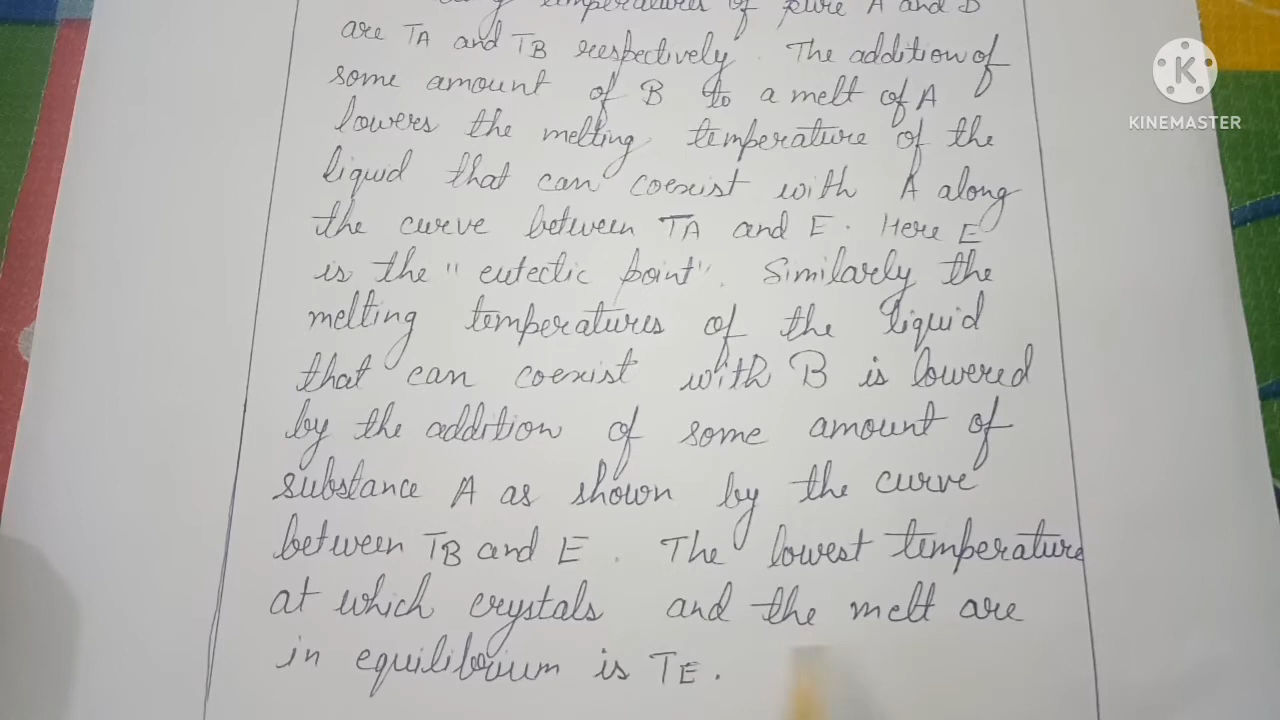 temperatures of pure A and B
are TA and TB respectively. The addition of
some amount of B to a melt of A
lowers the melting temperature of the
liquid that can coexist with A along
the curve between TA and E. Here E
is the "eutectic point". Similarly the
melting temperatures of the liquid
that can coexist with B is lowered
by the addition of some amount of
substance A as shown by the curve
between TB and E. The lowest temperature
at which crystals and the melt are
in equilibrium is TE.
KINEMASTER